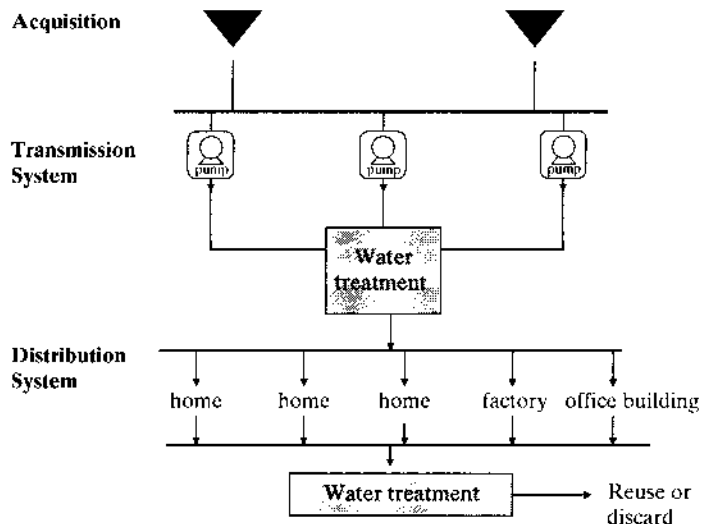 Acquisition
Transmission
System
pump
pump
pump
Water
treatment
Distribution
System
home
home
home
factory
office building
Water treatment
Reuse or
discard